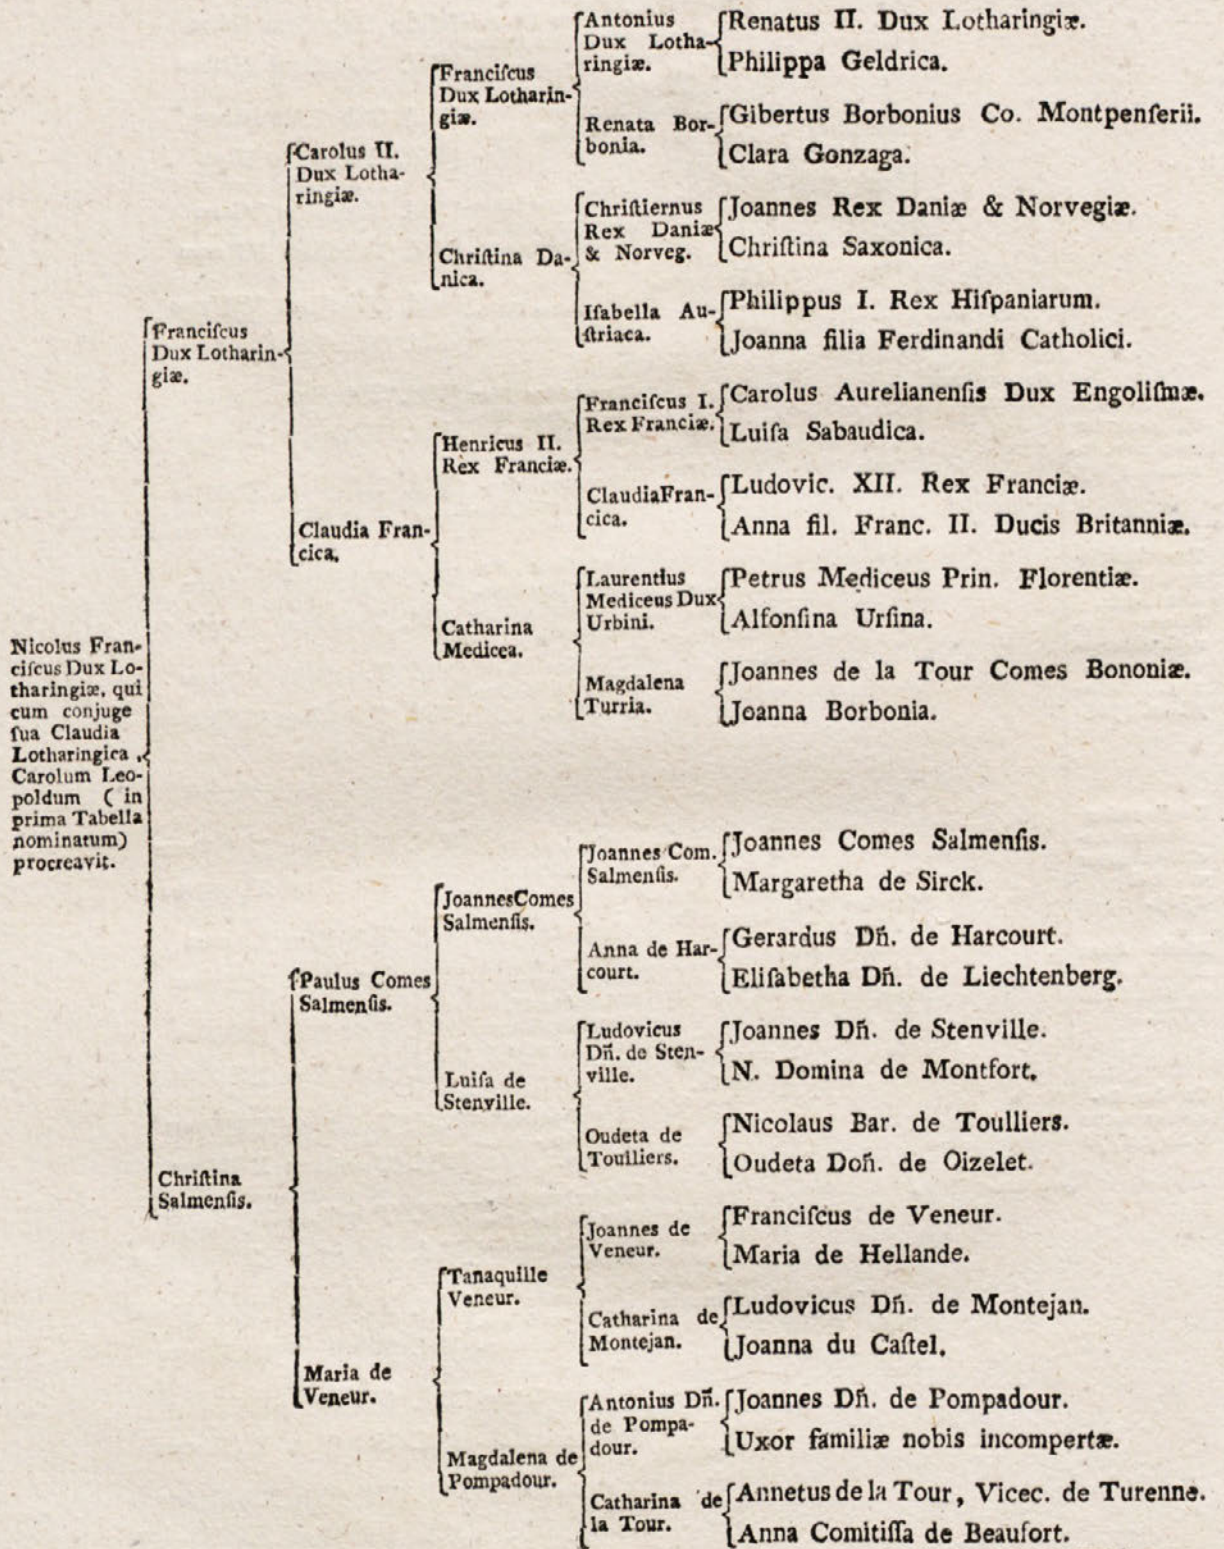 Nicolus Fran-
ciſcus Dux Lo-
tharingiæ, qui
cum conjuge
ſua Claudia
Lotharingica,
Carolum Leo-
poldum (in
prima Tabella
nominatum)
procreavit.
Franciſcus
Dux Lotharin-
giæ.
Carolus II.
Dux Lotha-
ringiæ.
Franciſcus
Dux Lotharin-
giæ.
Antonius
Dux Lotha-
ringiæ.
Renatus II. Dux Lotharingiæ.
Philippa Geldrica.
Renata Bor-
bonia.
Gibertus Borbonius Co. Montpenſerii.
Clara Gonzaga.
Chriſtina Da-
nica.
Chriſtiernus
Rex Daniæ
& Norveg.
Joannes Rex Daniæ & Norvegiæ.
Chriſtina Saxonica.
Iſabella Au-
ſtriaca.
Philippus I. Rex Hiſpaniarum.
Joanna filia Ferdinandi Catholici.
Claudia Fran-
cica.
Henricus II.
Rex Franciæ.
Franciſcus I.
Rex Franciæ.
Carolus Aurelianenſis Dux Engoliſmæ.
Luiſa Sabaudica.
Claudia Fran-
cica.
Ludovic. XII. Rex Franciæ.
Anna fil. Franc. II. Ducis Britanniæ.
Catharina
Medicea.
Laurentius
Mediceus Dux
Urbini.
Petrus Mediceus Prin. Florentiæ.
Alfonſina Urſina.
Magdalena
Turria.
Joannes de la Tour Comes Bononiæ.
Joanna Borbonia.
Chriſtina
Salmenſis.
Paulus Comes
Salmenſis.
Joannes Comes
Salmenſis.
Joannes Com.
Salmenſis.
Joannes Comes Salmenſis.
Margaretha de Sirck.
Anna de Har-
court.
Gerardus Dñ. de Harcourt.
Eliſabetha Dñ. de Liechtenberg.
Luiſa de
Stenville.
Ludovicus
Dñ. de Sten-
ville.
Joannes Dñ. de Stenville.
N. Domina de Montfort.
Oudeta de
Toulliers.
Nicolaus Bar. de Toulliers.
Oudeta Doñ. de Oizelet.
Maria de
Veneur.
Tanaquille
Veneur.
Joannes de
Veneur.
Franciſcus de Veneur.
Maria de Hellande.
Catharina de
Montejan.
Ludovicus Dñ. de Montejan.
Joanna du Caſtel.
Magdalena de
Pompadour.
Antonius Dñ.
de Pompa-
dour.
Joannes Dñ. de Pompadour.
Uxor familiæ nobis incompertæ.
Catharina de
la Tour.
Annetus de la Tour, Vicec. de Turenne.
Anna Comitiſſa de Beaufort.